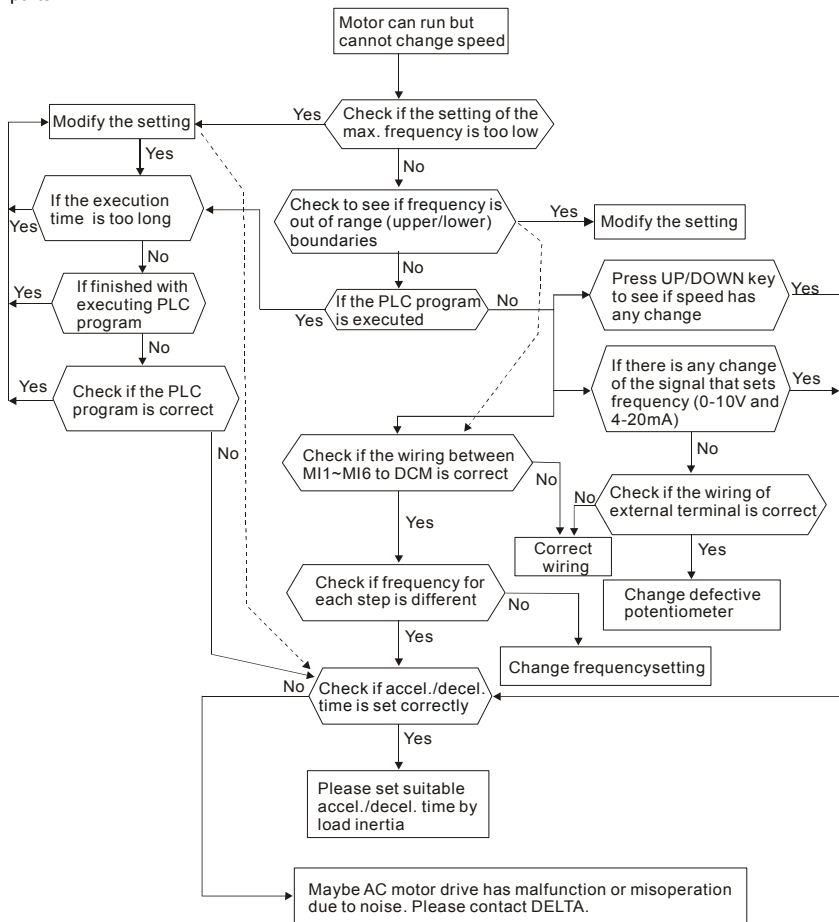 Motor can run but
cannot change speed
Yes
Check if the setting of the
max. frequency is too low
Modify the setting
Yes
No
If the execution
time is too long
Yes
Check to see if frequency is
out of range (upper/lower)
boundaries
Yes
Modify the setting
No
No
If finished with
executing PLC
program
Yes
Yes
If the PLC program
is executed
No
Press UP/DOWN key
to see if speed has
any change
Yes
No
Check if the PLC
program is correct
Yes
If there is any change
of the signal that sets
frequency (0-10V and
4-20mA)
Yes
No
No
Check if the wiring between
MI1~MI6 to DCM is correct
No
No
Check if the wiring of
external terminal is correct
Yes
Correct
wiring
Yes
Check if frequency for
each step is different
No
Change defective
potentiometer
Yes
Change frequencysetting
No
Check if accel./decel.
time is set correctly
Yes
Please set suitable
accel./decel. time by
load inertia
Maybe AC motor drive has malfunction or misoperation
due to noise. Please contact DELTA.